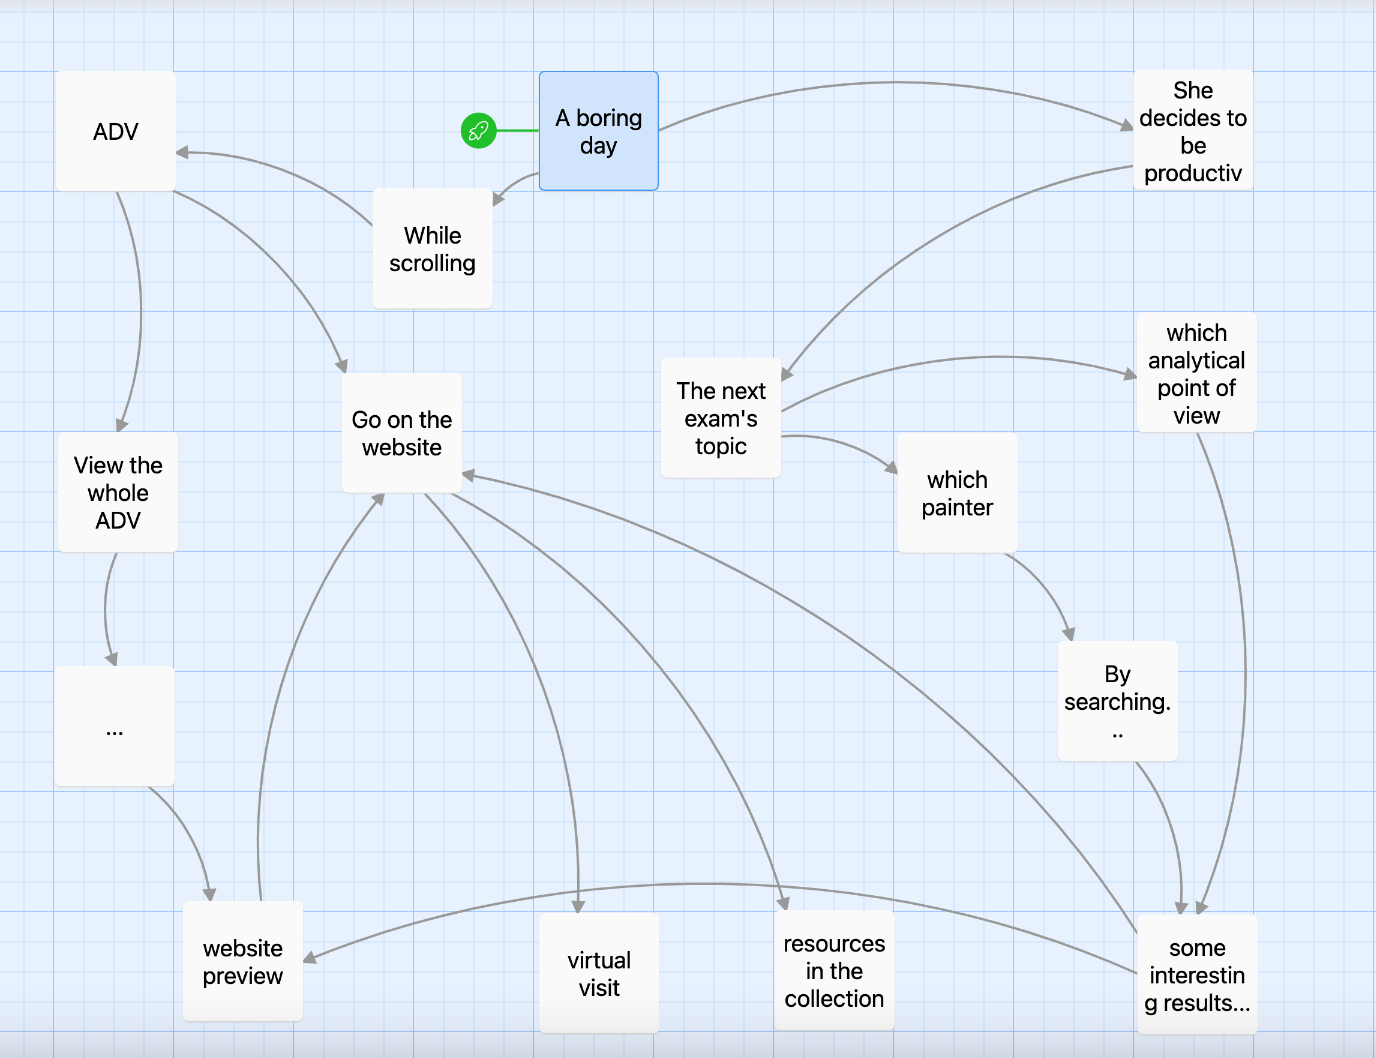 ADV
A boring
day
She
decides to
be
productiv
While
scrolling
which
analytical
point of
view
Go on the
website
The next
exam's
topic
View the
whole
ADV
which
painter
By
searching.
..
...
website
preview
virtual
visit
resources
in the
collection
some
interestin
g results...